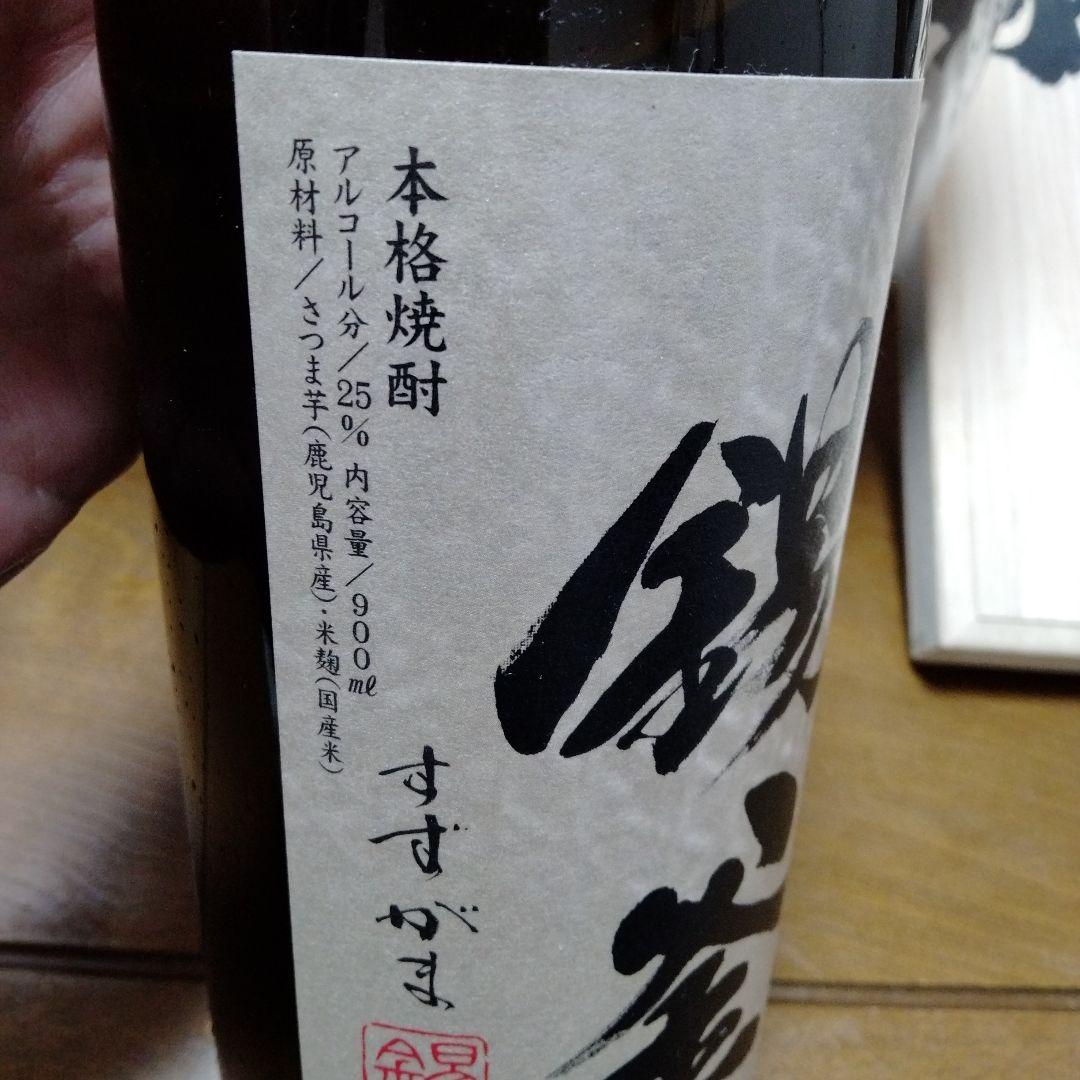 本格焼酎
アルコール分/25% 内容量/900㎖
原材料/さつま芋(鹿児島県産)・米麹(国産米)
すずがま